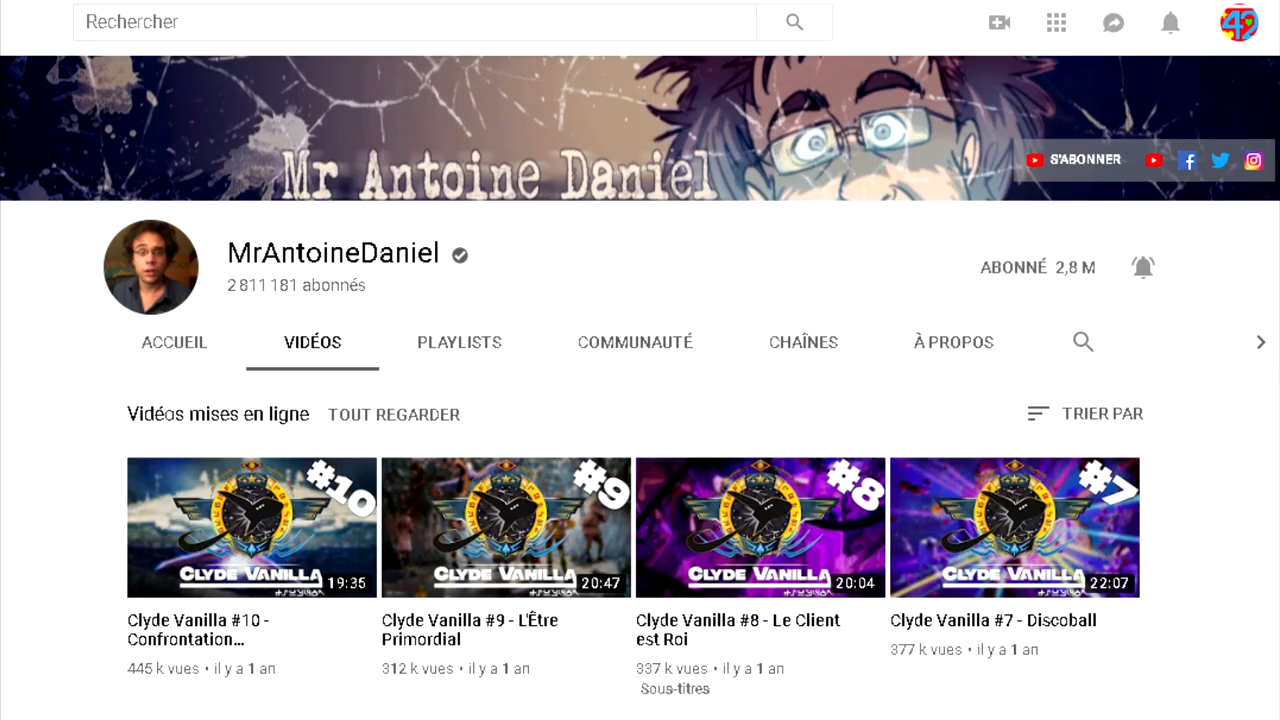 Rechercher
49
Mr Antoine Daniel
S'ABONNER
MrAntoineDaniel
2 811 181 abonnés
ABONNÉ 2,8 M
ACCUEIL VIDÉOS PLAYLISTS COMMUNAUTÉ CHAÎNES À PROPOS
Vidéos mises en ligne TOUT REGARDER TRIER PAR
#10 #9 #8 #7
CLYDE VANILLA CLYDE VANILLA CLYDE VANILLA CLYDE VANILLA
19:35 20:47 20:04 22:07
Clyde Vanilla #10 - Clyde Vanilla #9 - L'Être Clyde Vanilla #8 - Le Client Clyde Vanilla #7 - Discoball
Confrontation... Primordial est Roi
445 k vues • il y a 1 an 312 k vues • il y a 1 an 337 k vues • il y a 1 an 377 k vues • il y a 1 an
Sous-titres